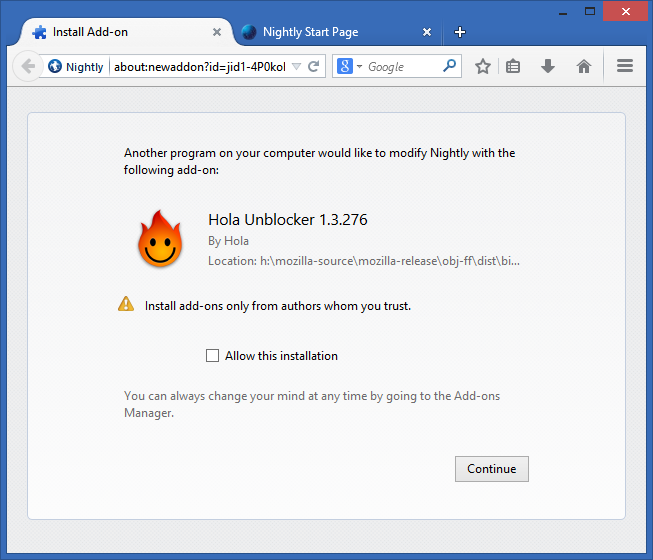 Install Add-on
Nightly Start Page
Nightly
about:newaddon?id=jid1-4P0kol
Google
Another program on your computer would like to modify Nightly with the
following add-on:
Hola Unblocker 1.3.276
By Hola
Location: h:\mozilla-source\mozilla-release\obj-ff\dist\bi...
Install add-ons only from authors whom you trust.
Allow this installation
You can always change your mind at any time by going to the Add-ons
Manager.
Continue